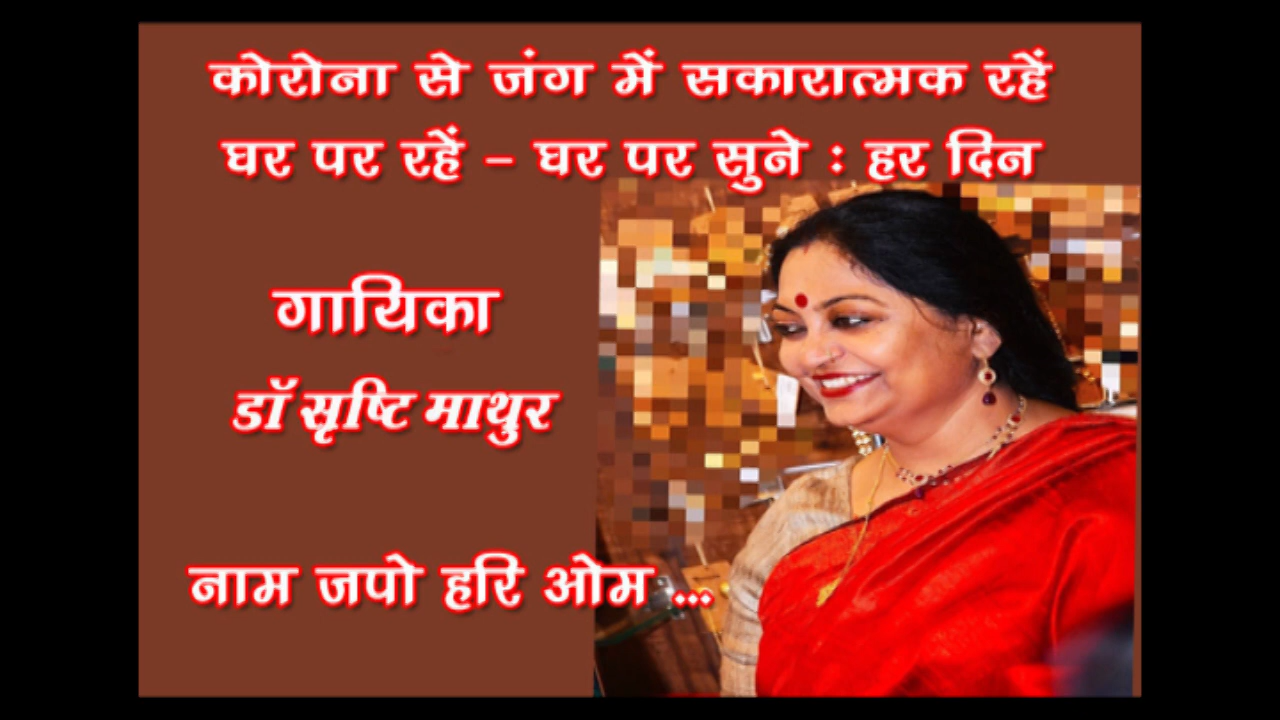 कोरोना से जंग में सकारात्मक रहें
घर पर रहें - घर पर सुने : हर दिन
गायिका
डॉ सृष्टि माथुर
नाम जपो हरि ओम ...